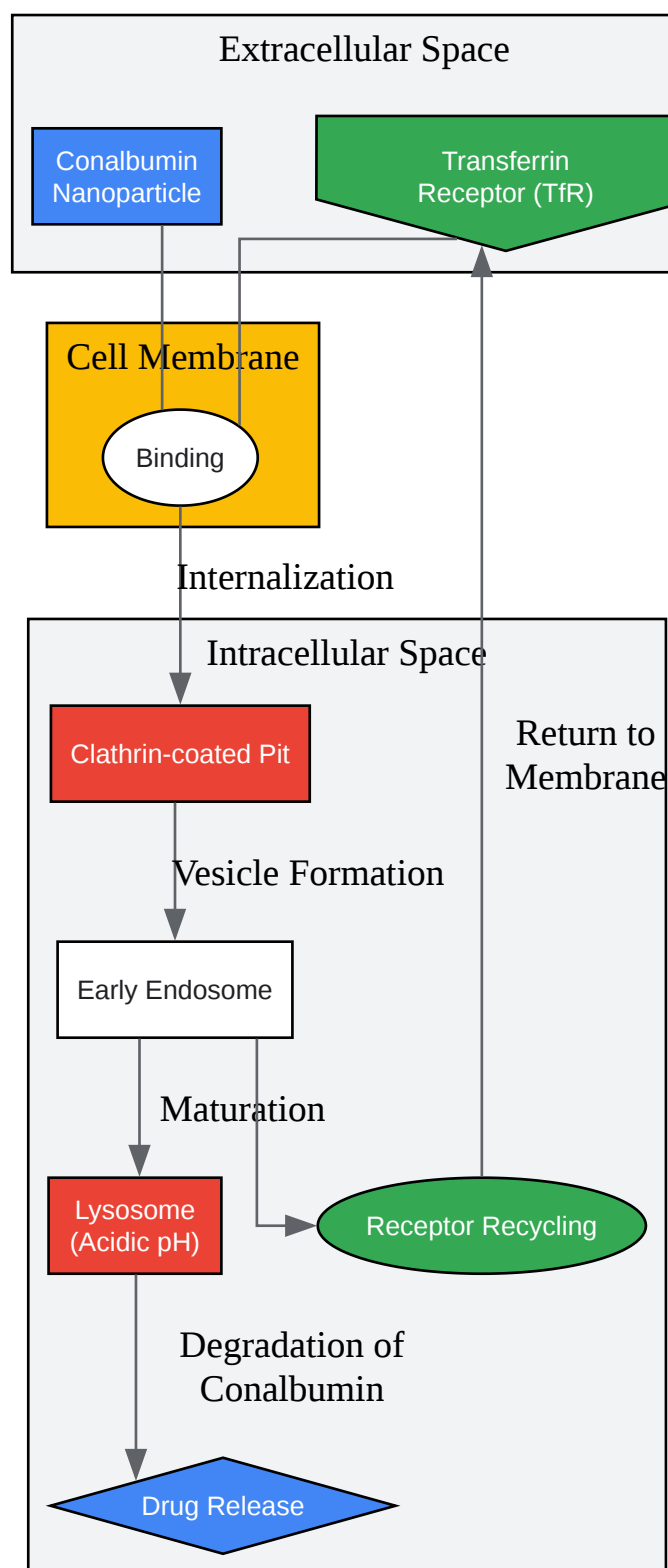 Extracellular Space
Conalbumin
Nanoparticle
Transferrin
Receptor (TfR)
Cell Membrane
Binding
Internalization
Intracellular Space
Clathrin-coated Pit
Return to
Membrane
Vesicle Formation
Early Endosome
Maturation
Lysosome
(Acidic pH)
Receptor Recycling
Degradation of
Conalbumin
Drug Release